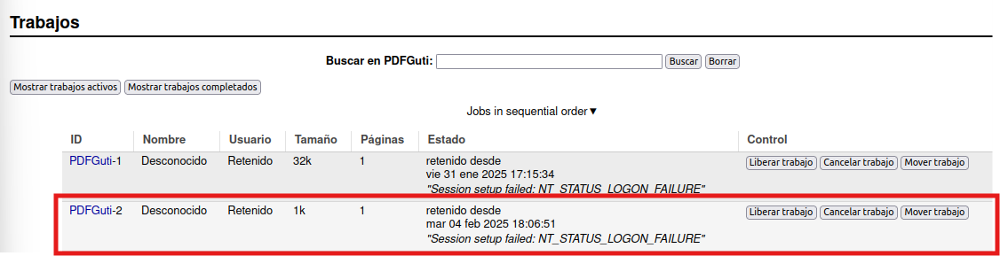 Trabajos
Buscar en PDFGuti: Buscar Borrar
Mostrar trabajos activos Mostrar trabajos completados
Jobs in sequential order▼
ID Nombre Usuario Tamaño Páginas Estado Control
PDFGuti-1 Desconocido Retenido 32k 1 retenido desde Liberar trabajo Cancelar trabajo Mover trabajo
vie 31 ene 2025 17:15:34
"Session setup failed: NT_STATUS_LOGON_FAILURE"
PDFGuti-2 Desconocido Retenido 1k 1 retenido desde Liberar trabajo Cancelar trabajo Mover trabajo
mar 04 feb 2025 18:06:51
"Session setup failed: NT_STATUS_LOGON_FAILURE"